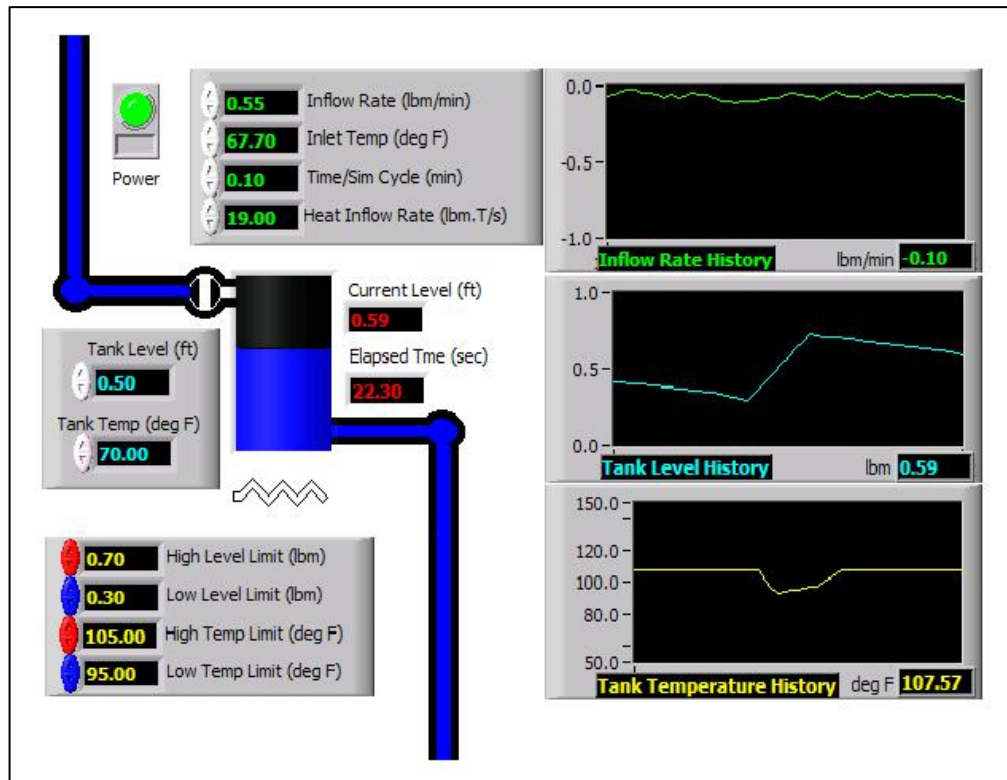 Power
0.55 Inflow Rate (lbm/min)
67.70 Inlet Temp (deg F)
0.10 Time/Sim Cycle (min)
19.00 Heat Inflow Rate (lbm.T/s)
0.0
-0.5
-1.0
Inflow Rate History lbm/min -0.10
Current Level (ft)
0.59
Elapsed Tme (sec)
22.30
Tank Level (ft)
0.50
Tank Temp (deg F)
70.00
1.0
0.5
0.0
Tank Level History lbm 0.59
0.70 High Level Limit (lbm)
0.30 Low Level Limit (lbm)
105.00 High Temp Limit (deg F)
95.00 Low Temp Limit (deg F)
150.0
120.0
100.0
80.0
50.0
Tank Temperature History deg F 107.57